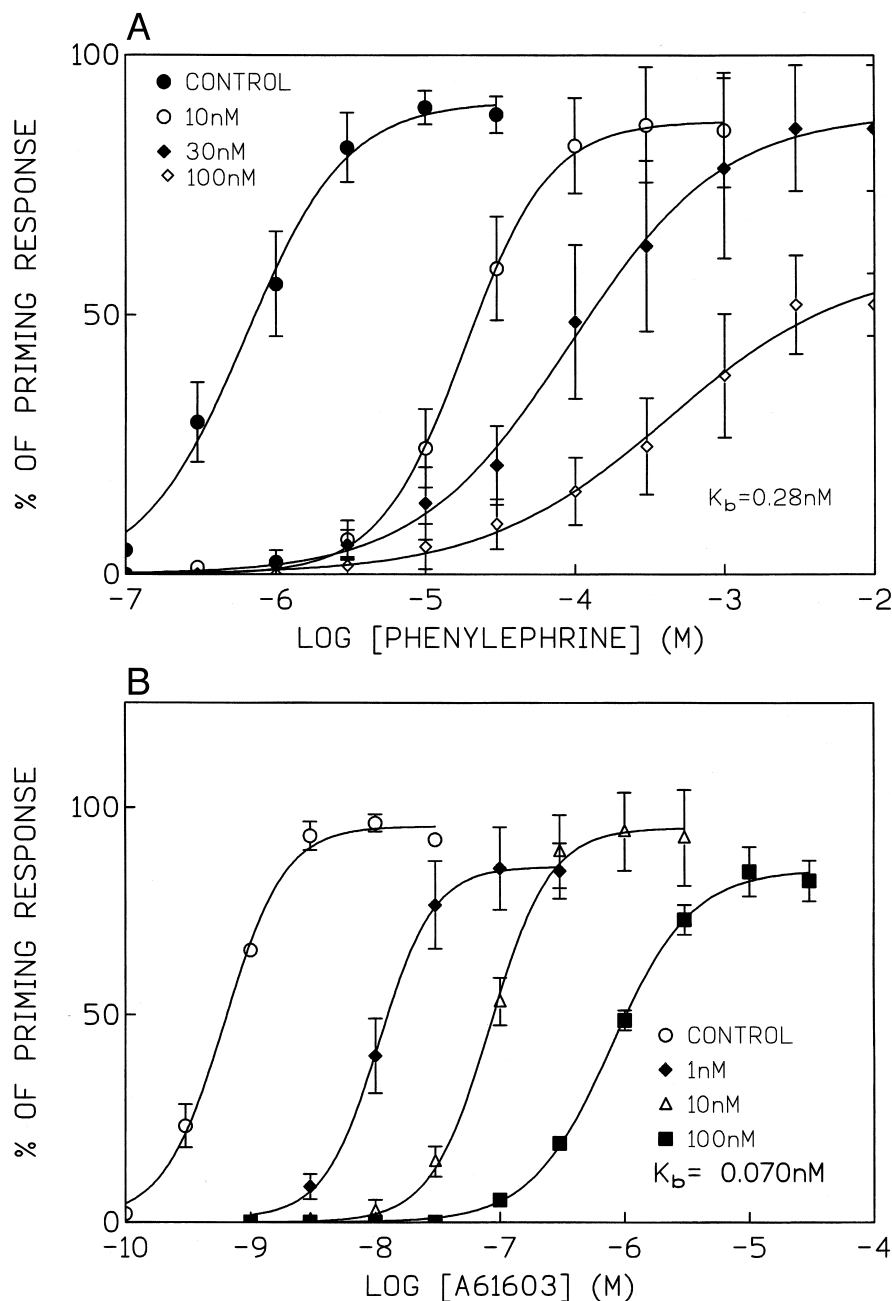 A
% OF PRIMING RESPONSE
100
50
0
CONTROL
10nM
30nM
100nM
K_b=0.28nM
-7 -6 -5 -4 -3 -2
LOG [PHENYLEPHRINE] (M)
B
% OF PRIMING RESPONSE
100
50
0
CONTROL
1nM
10nM
100nM
K_b= 0.070nM
-10 -9 -8 -7 -6 -5 -4
LOG [A61603] (M)